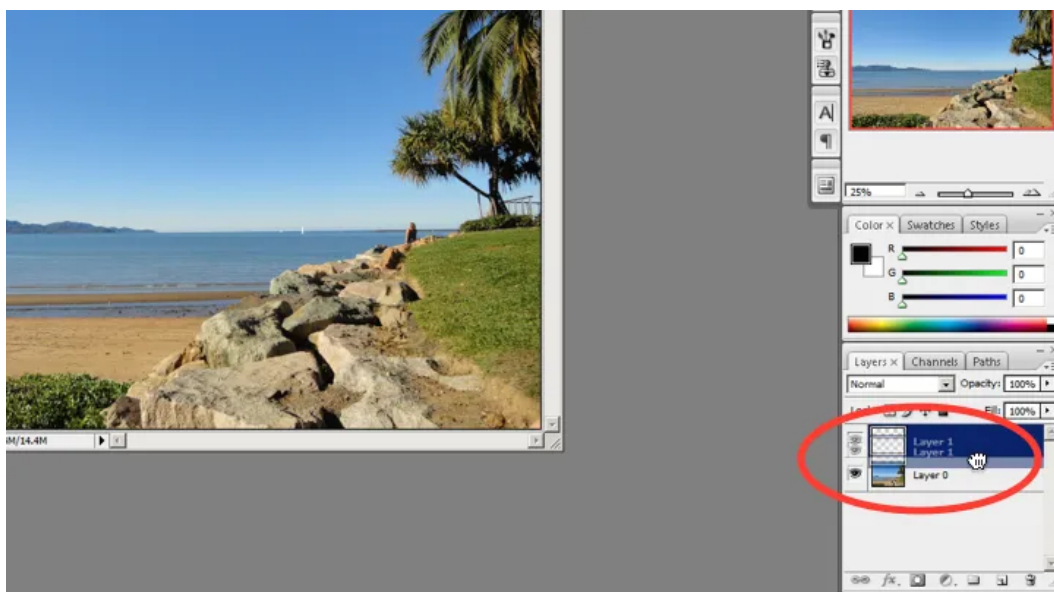 A
25%
Color × Swatches Styles
R 0
G 0
B 0
Layers × Channels Paths
Normal Opacity: 100%
Fill: 100%
Layer 1
Layer 1
Layer 0
M/14.4M
fx.